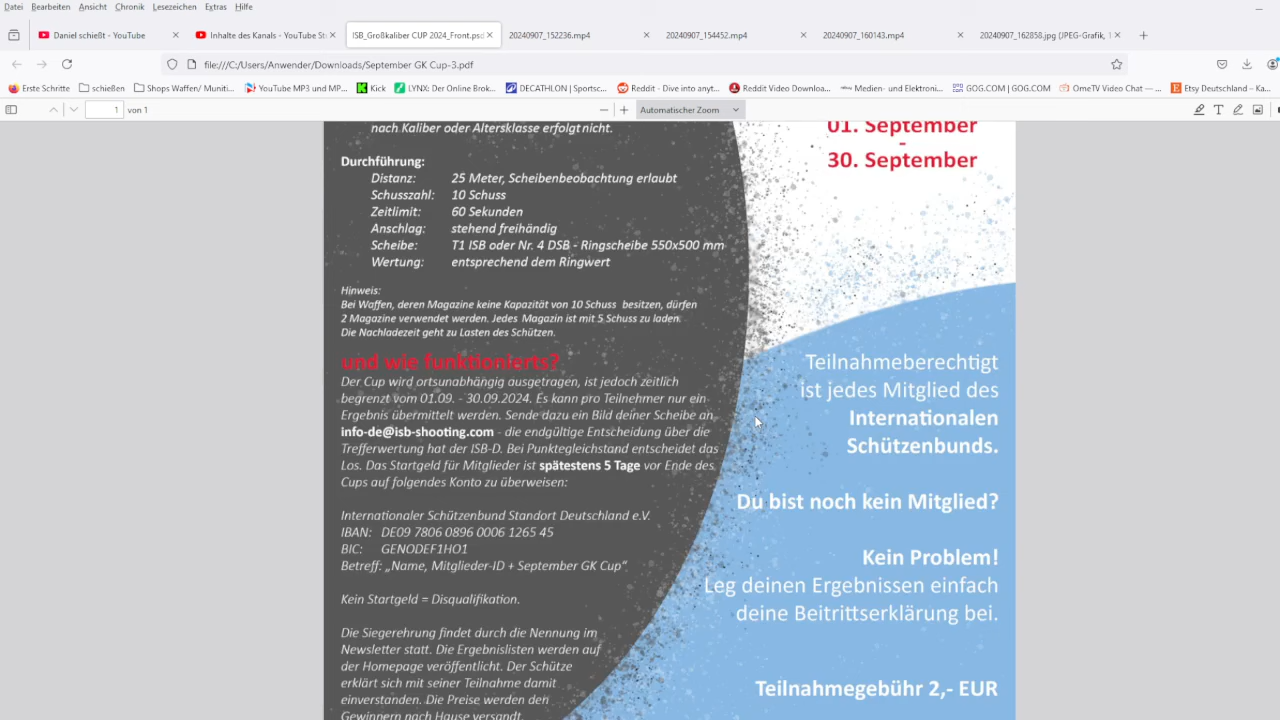 Datei Bearbeiten Ansicht Chronik Lesezeichen Extras Hilfe
Daniel schießt - YouTube
Inhalte des Kanals - YouTube St
ISB_Großkaliber CUP 2024_Front.psd
20240907_152236.mp4
20240907_154452.mp4
20240907_160143.mp4
20240907_162858.jpg (JPEG-Grafik, 1
file:///C:/Users/Anwender/Downloads/September GK Cup-3.pdf
Erste Schritte
schießen
Shops Waffen/ Muniti...
YouTube MP3 und MP...
Kick
LYNX: Der Online Brok...
DECATHLON | Sportsc...
Reddit - Dive into anyt...
Reddit Video Downloa...
Medien- und Elektroni...
GOG.COM | GOG.COM
OmeTV Video Chat — ...
Etsy Deutschland – Ka...
1 von 1
Automatischer Zoom
nach Kaliber oder Altersklasse erfolgt nicht.
Durchführung:
Distanz: 25 Meter, Scheibenbeobachtung erlaubt
Schusszahl: 10 Schuss
Zeitlimit: 60 Sekunden
Anschlag: stehend freihändig
Scheibe: T1 ISB oder Nr. 4 DSB - Ringscheibe 550x500 mm
Wertung: entsprechend dem Ringwert
Hinweis:
Bei Waffen, deren Magazine keine Kapazität von 10 Schuss besitzen, dürfen
2 Magazine verwendet werden. Jedes Magazin ist mit 5 Schuss zu laden.
Die Nachladezeit geht zu Lasten des Schützen.
und wie funktionierts?
Der Cup wird ortsunabhängig ausgetragen, ist jedoch zeitlich
begrenzt vom 01.09. - 30.09.2024. Es kann pro Teilnehmer nur ein
Ergebnis übermittelt werden. Sende dazu ein Bild deiner Scheibe an
info-de@isb-shooting.com - die endgültige Entscheidung über die
Trefferwertung hat der ISB-D. Bei Punktegleichstand entscheidet das
Los. Das Startgeld für Mitglieder ist spätestens 5 Tage vor Ende des
Cups auf folgendes Konto zu überweisen:
Internationaler Schützenbund Standort Deutschland e.V.
IBAN: DE09 7806 0896 0006 1265 45
BIC: GENODEF1HO1
Betreff: „Name, Mitglieder-ID + September GK Cup“
Kein Startgeld = Disqualifikation.
Die Siegerehrung findet durch die Nennung im
Newsletter statt. Die Ergebnislisten werden auf
der Homepage veröffentlicht. Der Schütze
erklärt sich mit seiner Teilnahme damit
einverstanden. Die Preise werden den
Gewinnern nach Hause versandt.
01. September
-
30. September
Teilnahmeberechtigt
ist jedes Mitglied des
Internationalen
Schützenbunds.
Du bist noch kein Mitglied?
Kein Problem!
Leg deinen Ergebnissen einfach
deine Beitrittserklärung bei.
Teilnahmegebühr 2,- EUR